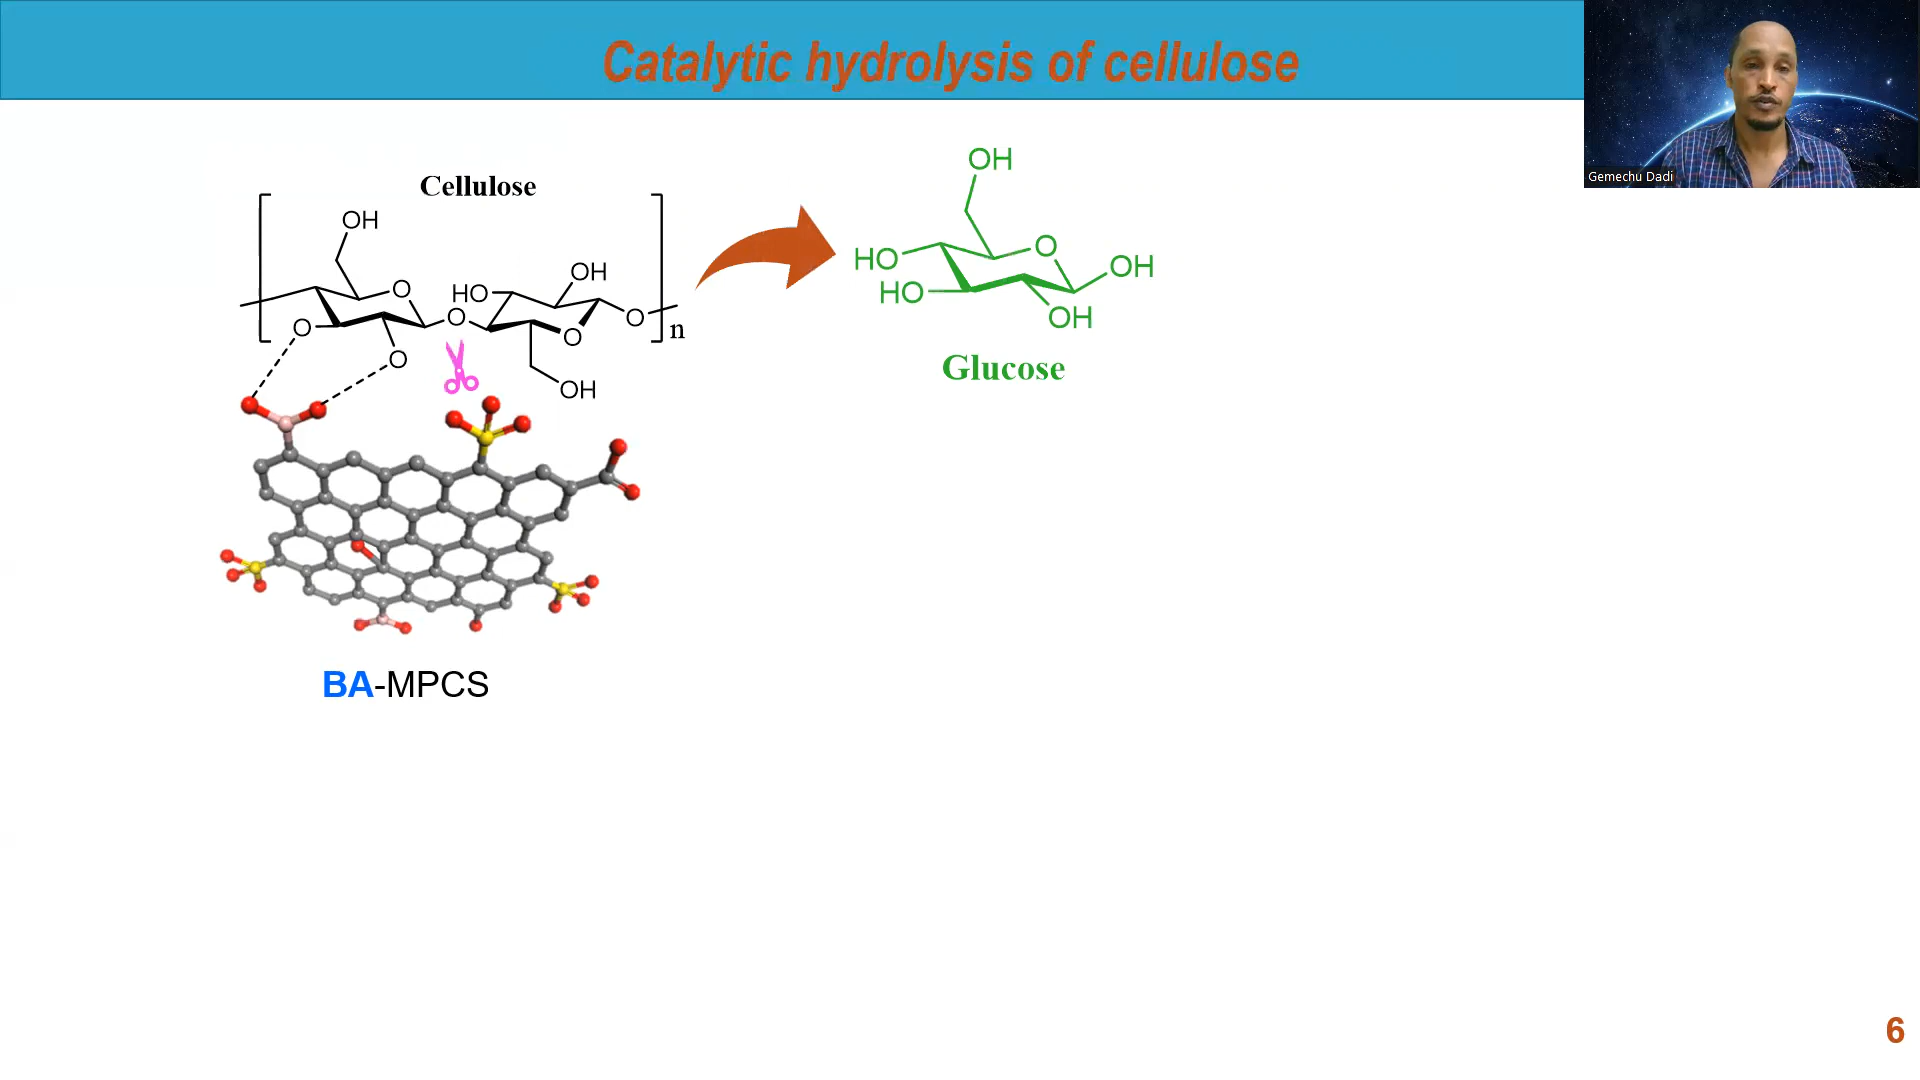 Catalytic hydrolysis of cellulose
Gemechu Dadi
Cellulose
OH
O
HO
OH
O
O
O
O
O
OH
n
OH
HO
O
OH
HO
OH
Glucose
BA-MPCS
6